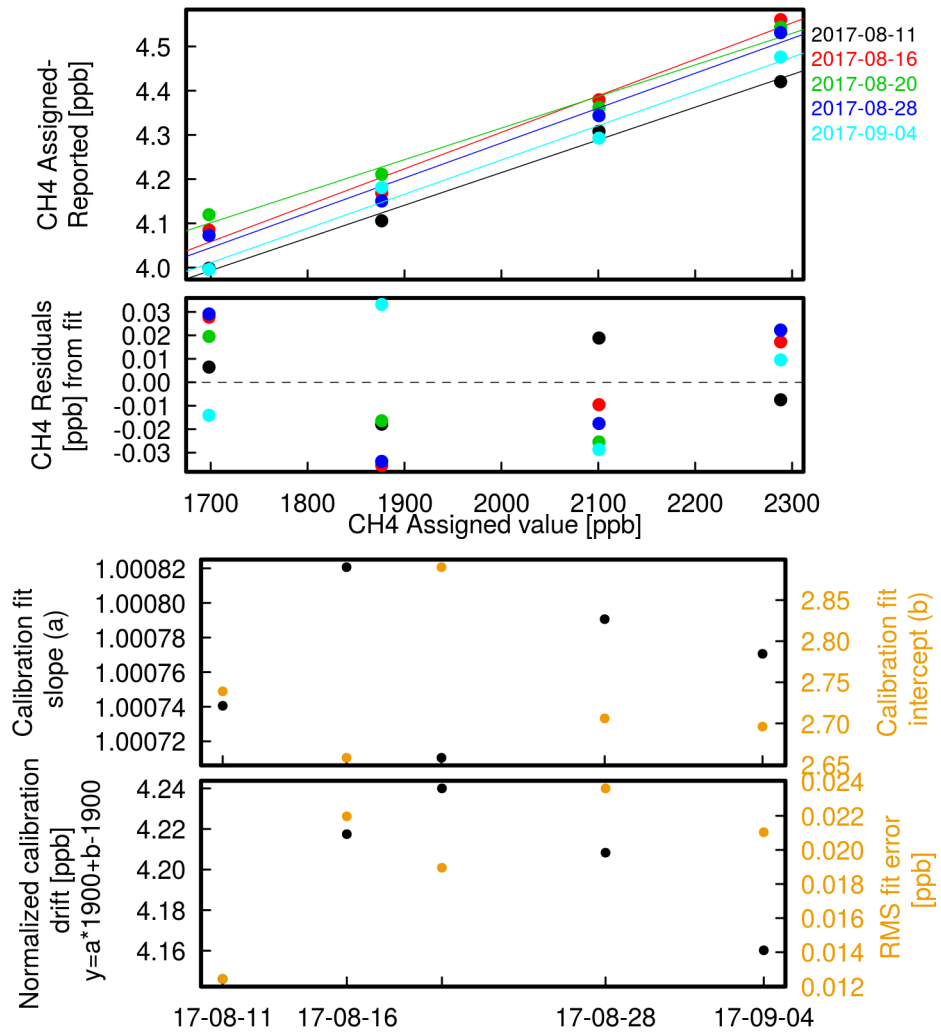 CH4 Assigned-
Reported [ppb]
4.5
4.4
4.3
4.2
4.1
4.0
2017-08-11
2017-08-16
2017-08-20
2017-08-28
2017-09-04
CH4 Residuals
[ppb] from fit
0.03
0.02
0.01
0.00
-0.01
-0.02
-0.03
1700 1800 1900 2000 2100 2200 2300
CH4 Assigned value [ppb]
Calibration fit
slope (a)
1.00082
1.00080
1.00078
1.00076
1.00074
1.00072
2.85
2.80
2.75
2.70
2.65
Calibration fit
intercept (b)
Normalized calibration
drift [ppb]
y=a*1900+b-1900
4.24
4.22
4.20
4.18
4.16
0.024
0.022
0.020
0.018
0.016
0.014
0.012
RMS fit error
[ppb]
17-08-11 17-08-16 17-08-28 17-09-04